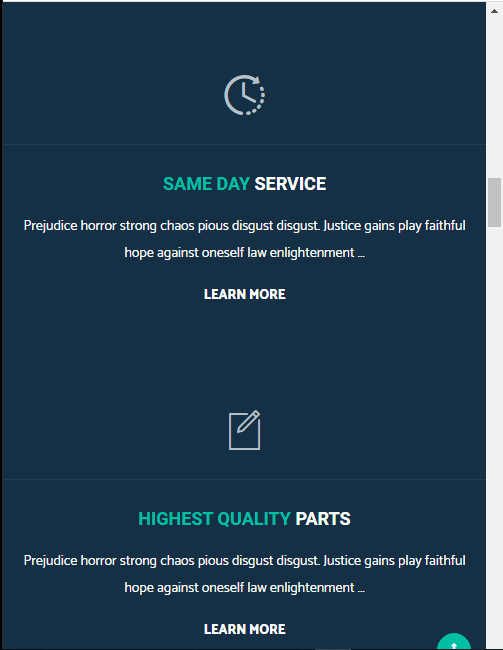 SAME DAY SERVICE
Prejudice horror strong chaos pious disgust disgust. Justice gains play faithful
hope against oneself law enlightenment ...
LEARN MORE
HIGHEST QUALITY PARTS
Prejudice horror strong chaos pious disgust disgust. Justice gains play faithful
hope against oneself law enlightenment ...
LEARN MORE